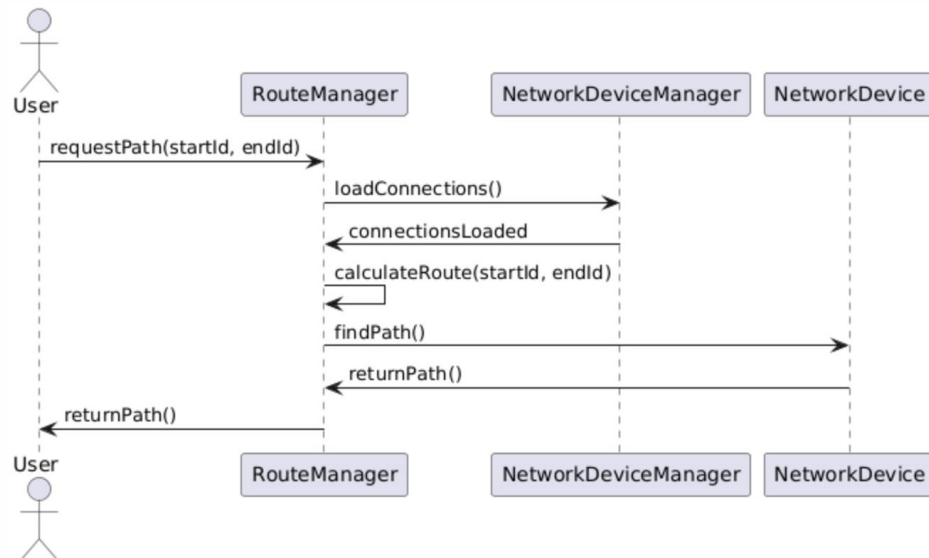 User
RouteManager
NetworkDeviceManager
NetworkDevice
requestPath(startId, endId)
loadConnections()
connectionsLoaded
calculateRoute(startId, endId)
findPath()
returnPath()
returnPath()
User
RouteManager
NetworkDeviceManager
NetworkDevice